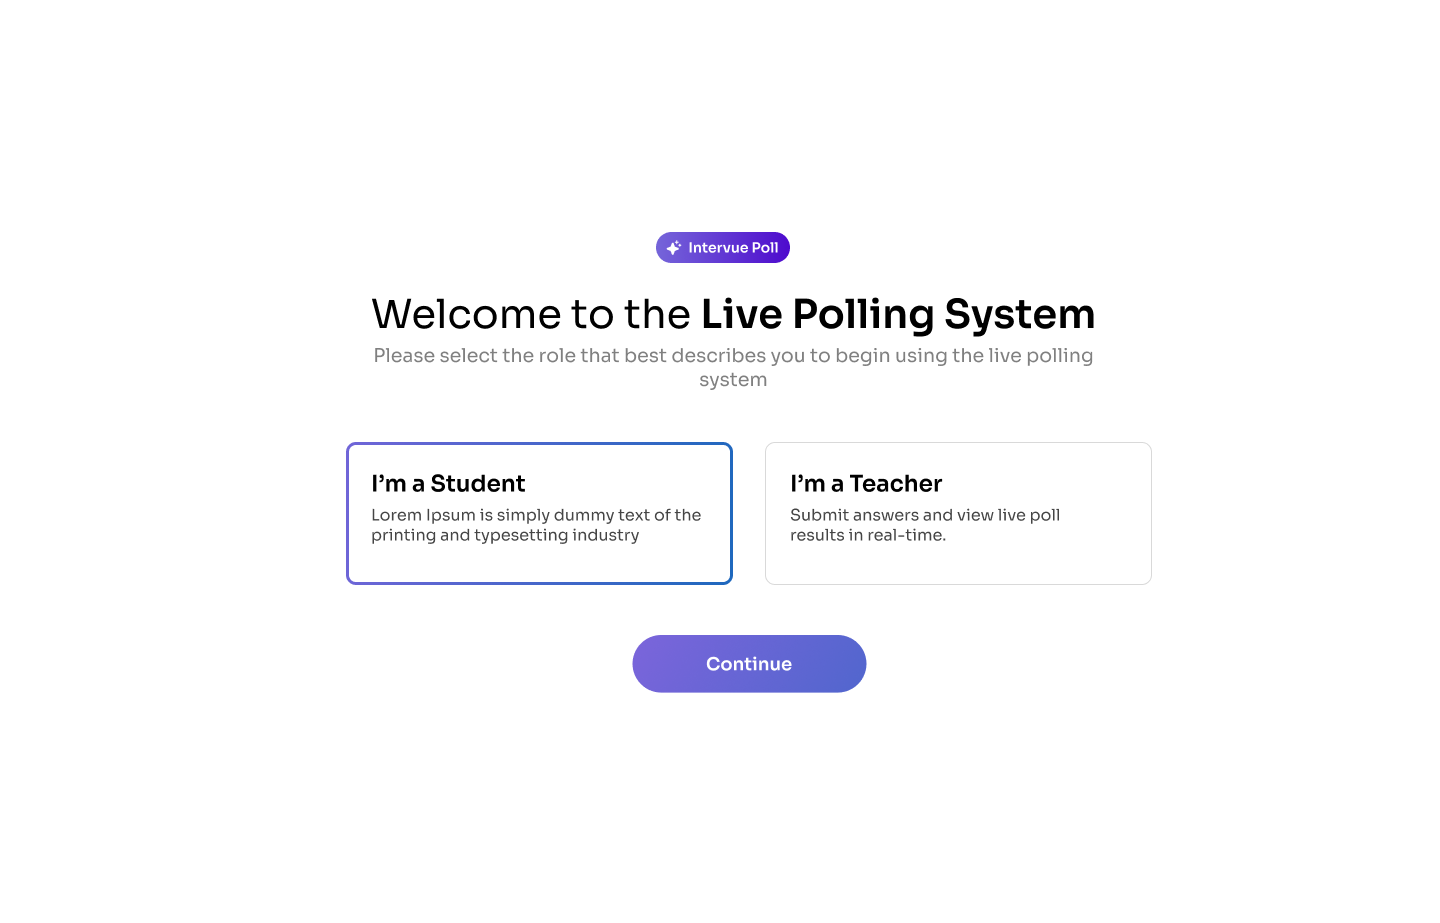 Intervue Poll
Welcome to the Live Polling System
Please select the role that best describes you to begin using the live polling
system
I’m a Student
Lorem Ipsum is simply dummy text of the
printing and typesetting industry
I’m a Teacher
Submit answers and view live poll
results in real-time.
Continue